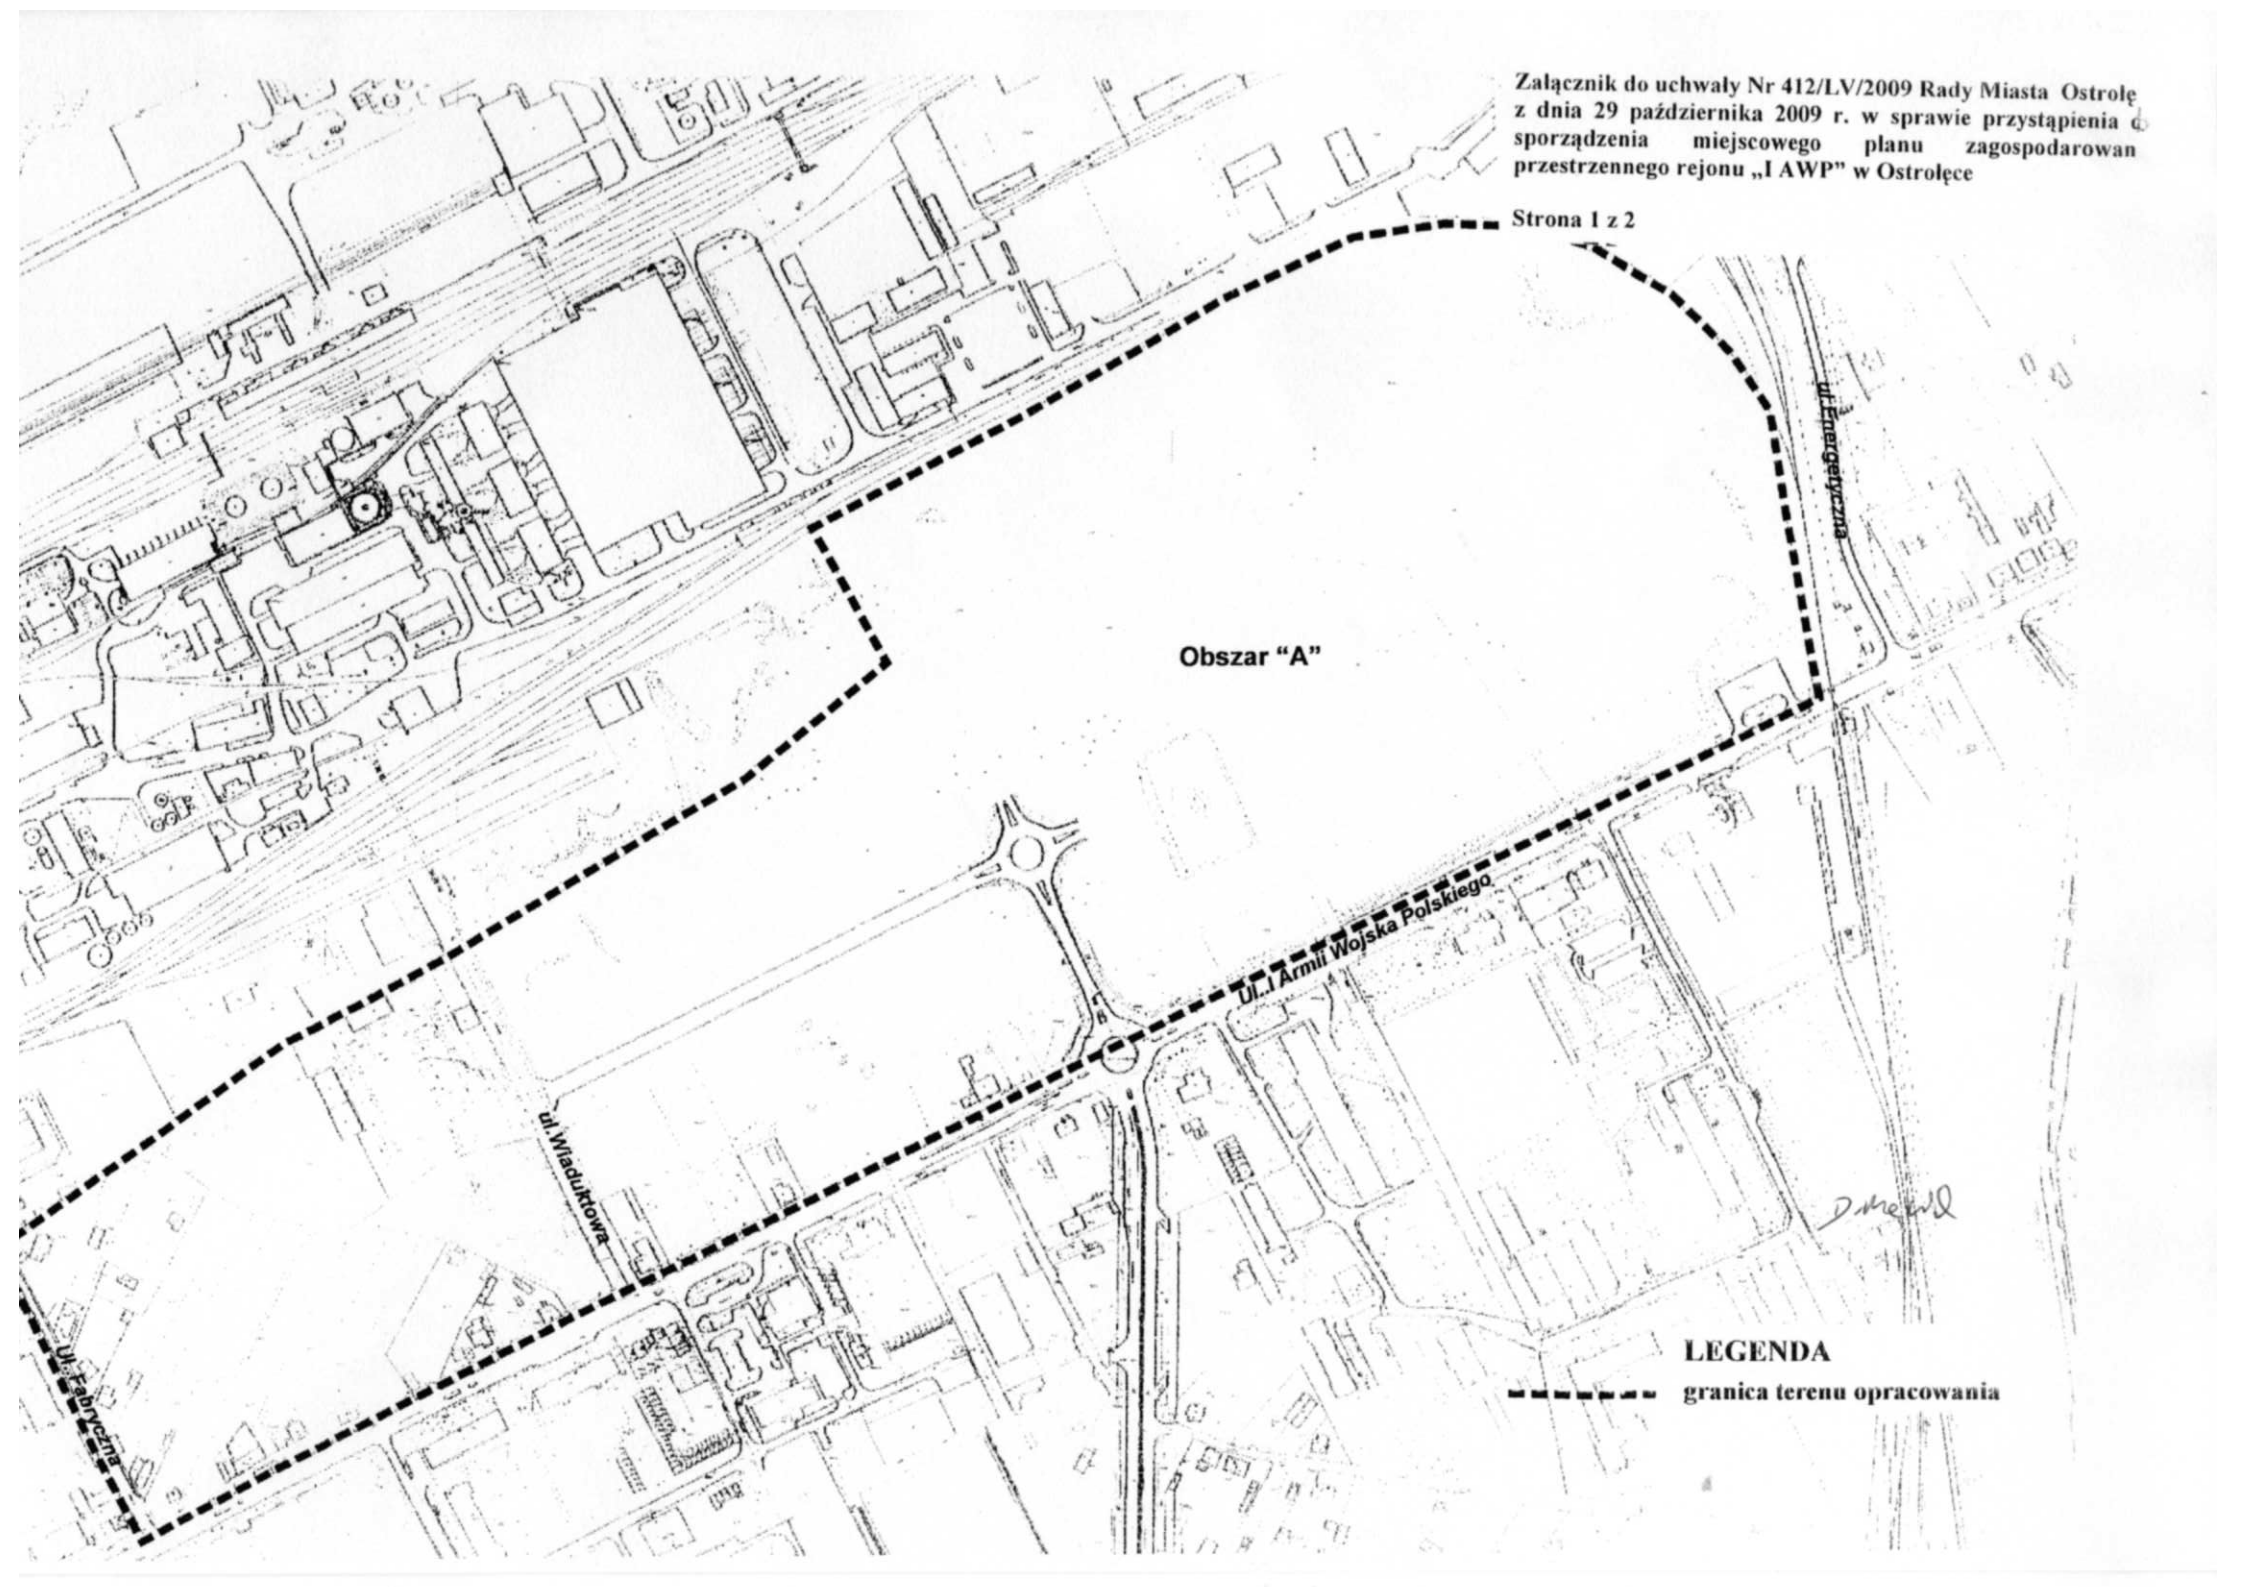 Załącznik do uchwały Nr 412/LV/2009 Rady Miasta Ostrołę
z dnia 29 października 2009 r. w sprawie przystąpienia
sporządzenia miejscowego planu zagospodarowan
przestrzennego rejonu „I AWP” w Ostrołęce
Strona 1 z 2
ul.Energetyczna
Obszar “A”
Ul..I Armii Wojska Polskiego
ul.Wiaduktowa
Ul..Fabryczna
LEGENDA
granica terenu opracowania